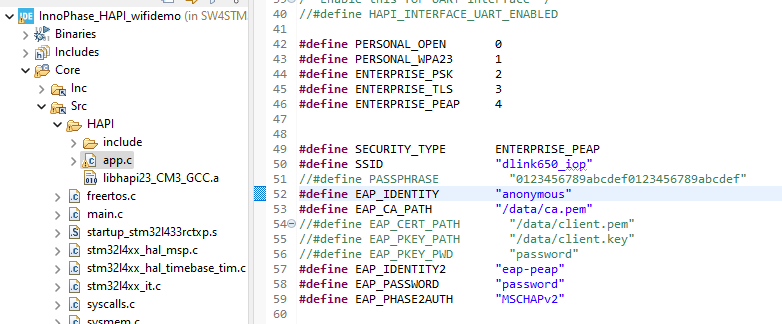 InnoPhase_HAPI_wifidemo (in SW4STM
Binaries
Includes
Core
Inc
Src
HAPI
include
app.c
libhapi23_CM3_GCC.a
freertos.c
main.c
startup_stm32l433rctxp.s
stm32l4xx_hal_msp.c
stm32l4xx_hal_timebase_tim.c
stm32l4xx_it.c
syscalls.c
sysmem.c
40 //#define HAPI_INTERFACE_UART_ENABLED
41
42 #define PERSONAL_OPEN 0
43 #define PERSONAL_WPA23 1
44 #define ENTERPRISE_PSK 2
45 #define ENTERPRISE_TLS 3
46 #define ENTERPRISE_PEAP 4
47
48
49 #define SECURITY_TYPE ENTERPRISE_PEAP
50 #define SSID "dlink650_iop"
51 //#define PASSPHRASE "0123456789abcdef0123456789abcdef"
52 #define EAP_IDENTITY "anonymous"
53 #define EAP_CA_PATH "/data/ca.pem"
54 //#define EAP_CERT_PATH "/data/client.pem"
55 //#define EAP_PKEY_PATH "/data/client.key"
56 //#define EAP_PKEY_PWD "password"
57 #define EAP_IDENTITY2 "eap-peap"
58 #define EAP_PASSWORD "password"
59 #define EAP_PHASE2AUTH "MSCHAPv2"
60